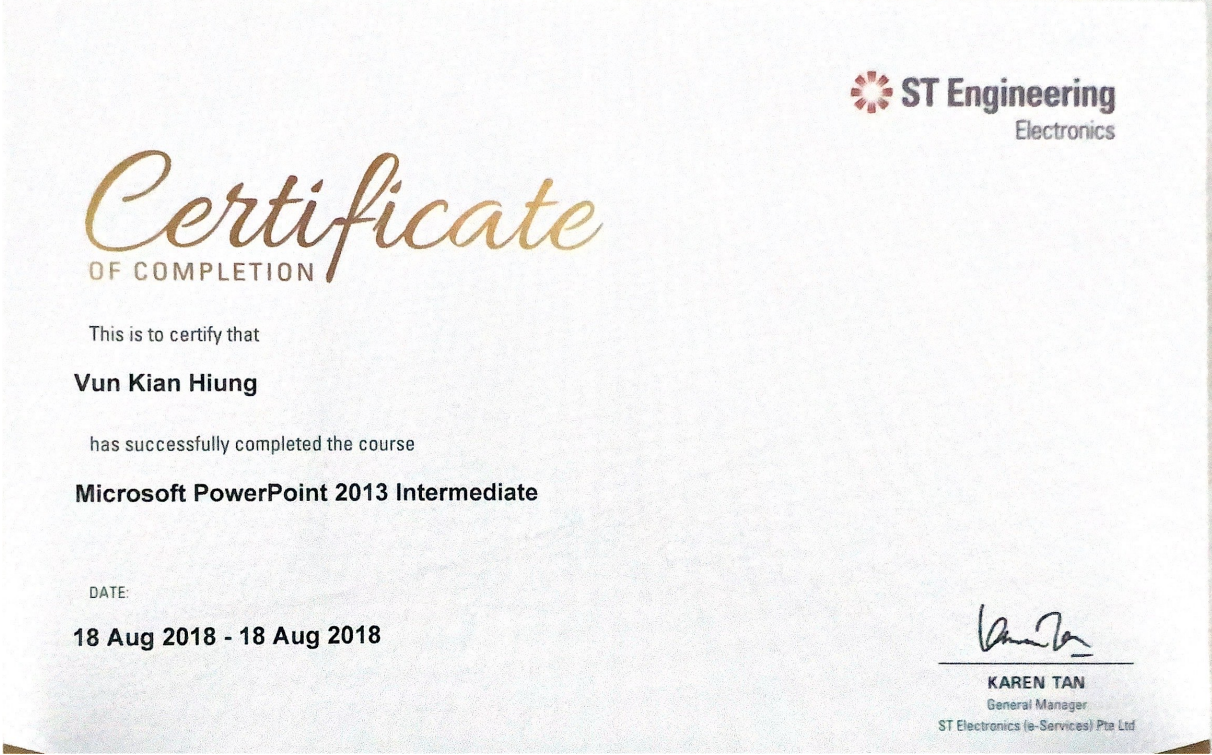 ST Engineering
Electronics
Certificate
OF COMPLETION
This is to certify that
Vun Kian Hiung
has successfully completed the course
Microsoft PowerPoint 2013 Intermediate
DATE:
18 Aug 2018 - 18 Aug 2018
KAREN TAN
General Manager
ST Electronics (e-Services) Pte Ltd